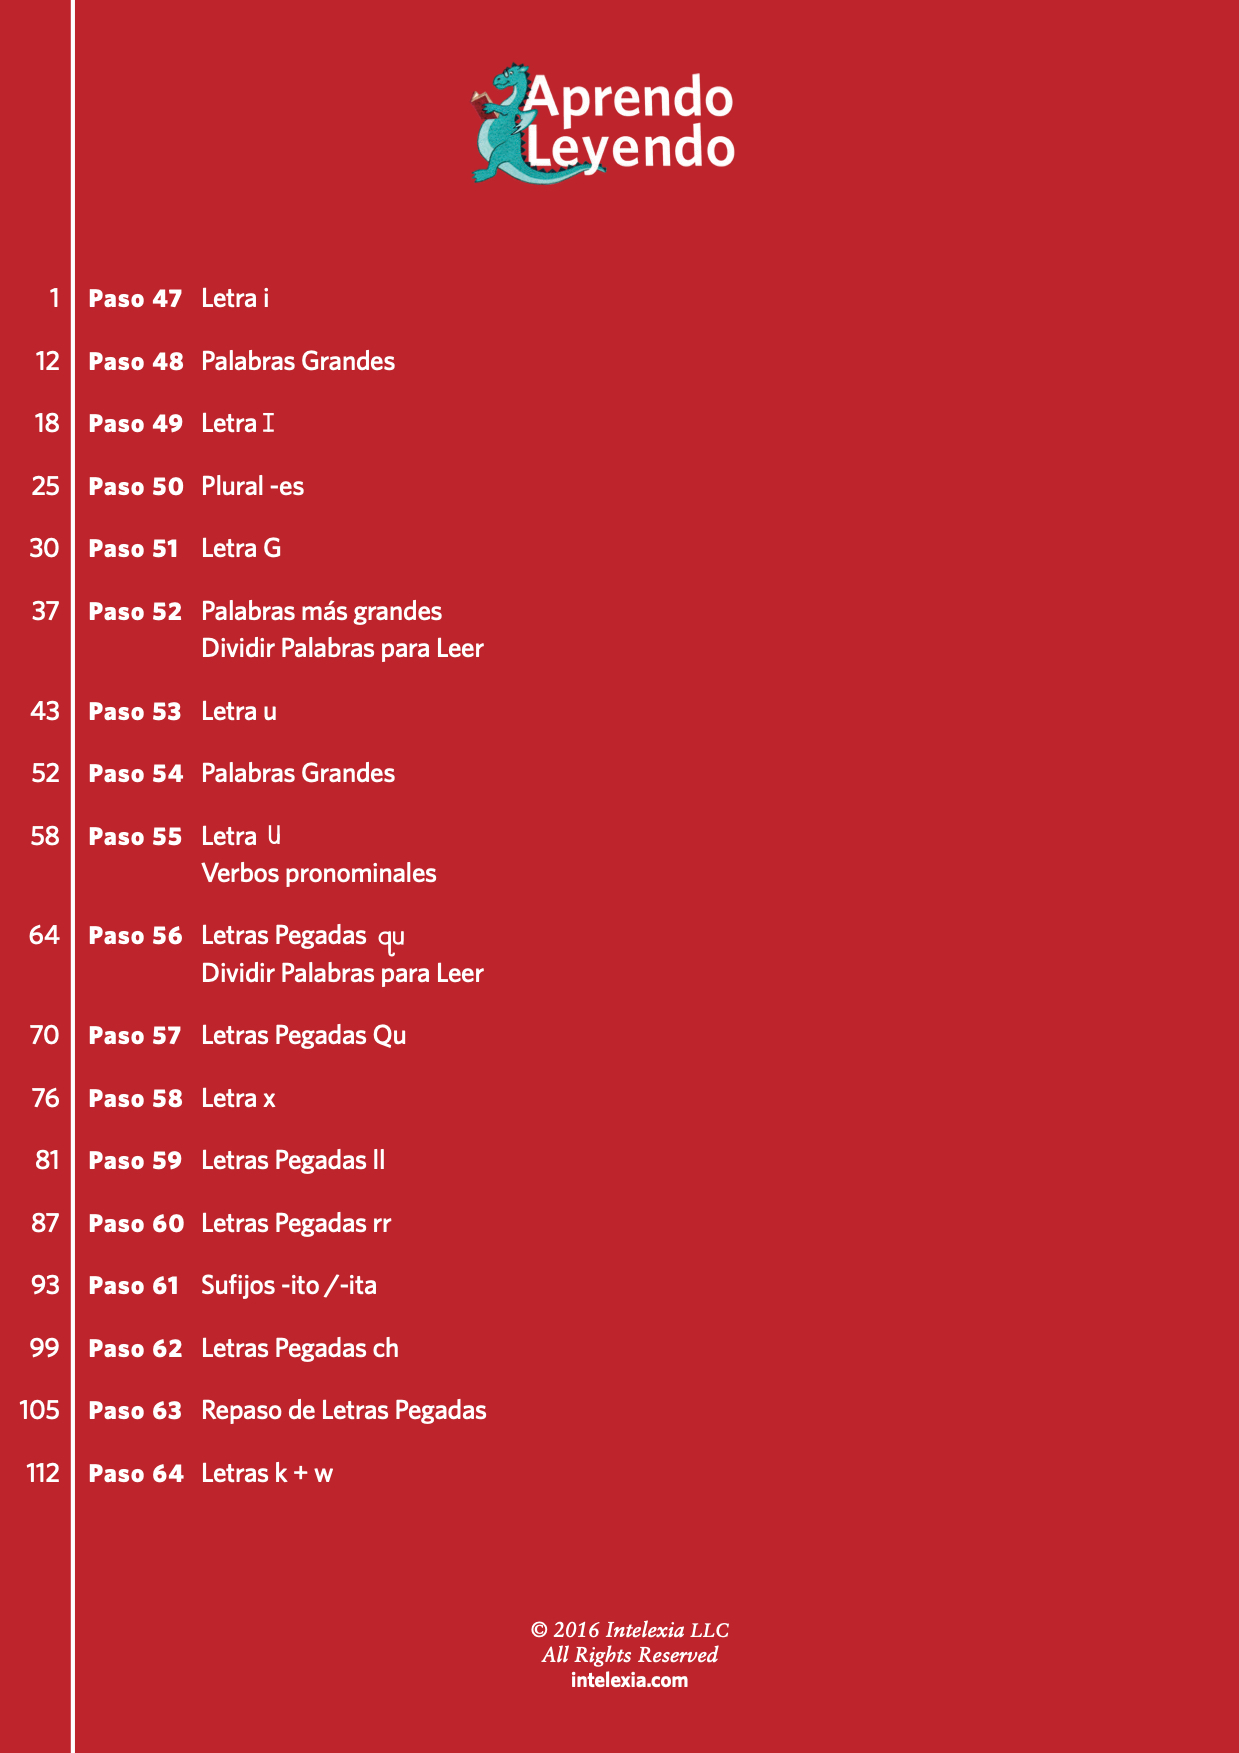 Aprendo
Leyendo
1 Paso 47 Letra i
12 Paso 48 Palabras Grandes
18 Paso 49 Letra I
25 Paso 50 Plural -es
30 Paso 51 Letra G
37 Paso 52 Palabras más grandes
Dividir Palabras para Leer
43 Paso 53 Letra u
52 Paso 54 Palabras Grandes
58 Paso 55 Letra U
Verbos pronominales
64 Paso 56 Letras Pegadas qu
Dividir Palabras para Leer
70 Paso 57 Letras Pegadas Qu
76 Paso 58 Letra x
81 Paso 59 Letras Pegadas ll
87 Paso 60 Letras Pegadas rr
93 Paso 61 Sufijos -ito /-ita
99 Paso 62 Letras Pegadas ch
105 Paso 63 Repaso de Letras Pegadas
112 Paso 64 Letras k + w
© 2016 Intelexia LLC
All Rights Reserved
intelexia.com